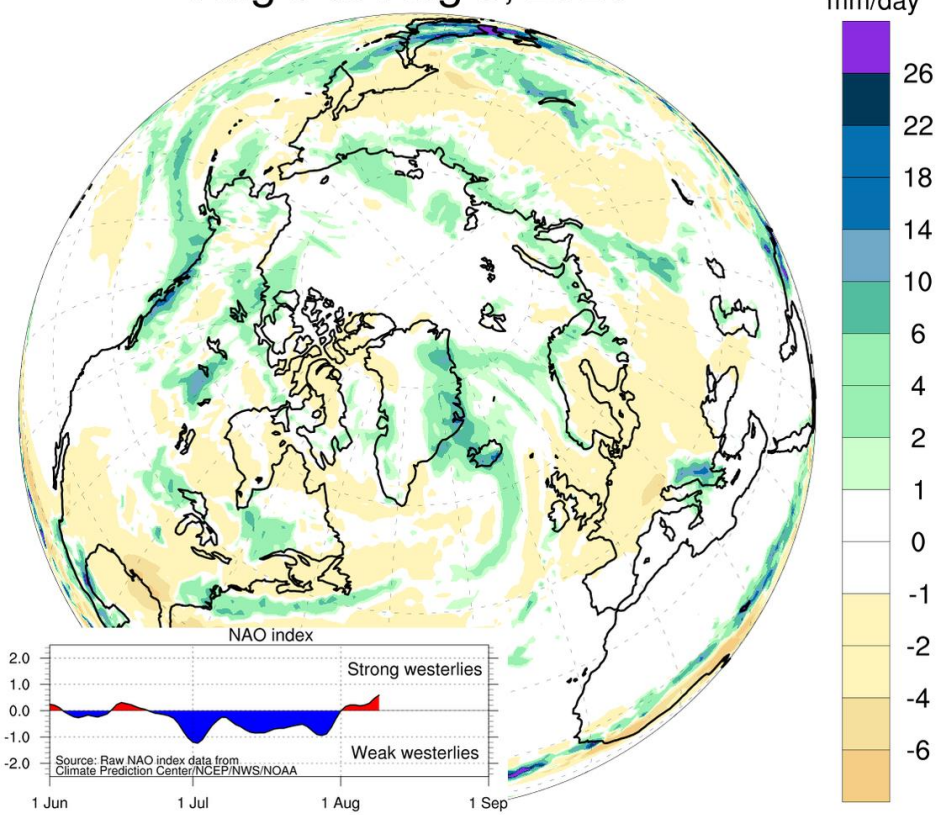 mm/day
26
22
18
14
10
6
4
2
1
0
-1
-2
-4
-6
NAO index
2.0
1.0
0.0
-1.0
-2.0
Strong westerlies
Weak westerlies
Source: Raw NAO index data from
Climate Prediction Center/NCEP/NWS/NOAA
1 Jun
1 Jul
1 Aug
1 Sep